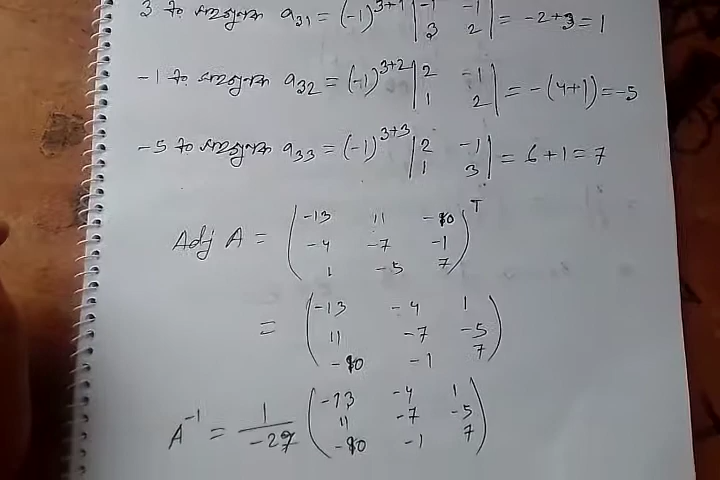 3 এর সহগুনক a₃₁ = (-1)³⁺¹ |-1 -1; 3 2| = -2+3 = 1
-1 এর সহগুনক a₃₂ = (-1)³⁺² |2 -1; 1 2| = -(4+1) = -5
-5 এর সহগুনক a₃₃ = (-1)³⁺³ |2 -1; 1 3| = 6+1 = 7
Adj A = (-13 11 -10; -4 -7 -1; 1 -5 7)ᵀ
= (-13 -4 1; 11 -7 -5; -10 -1 7)
A⁻¹ = 1/-27 (-13 -4 1; 11 -7 -5; -10 -1 7)